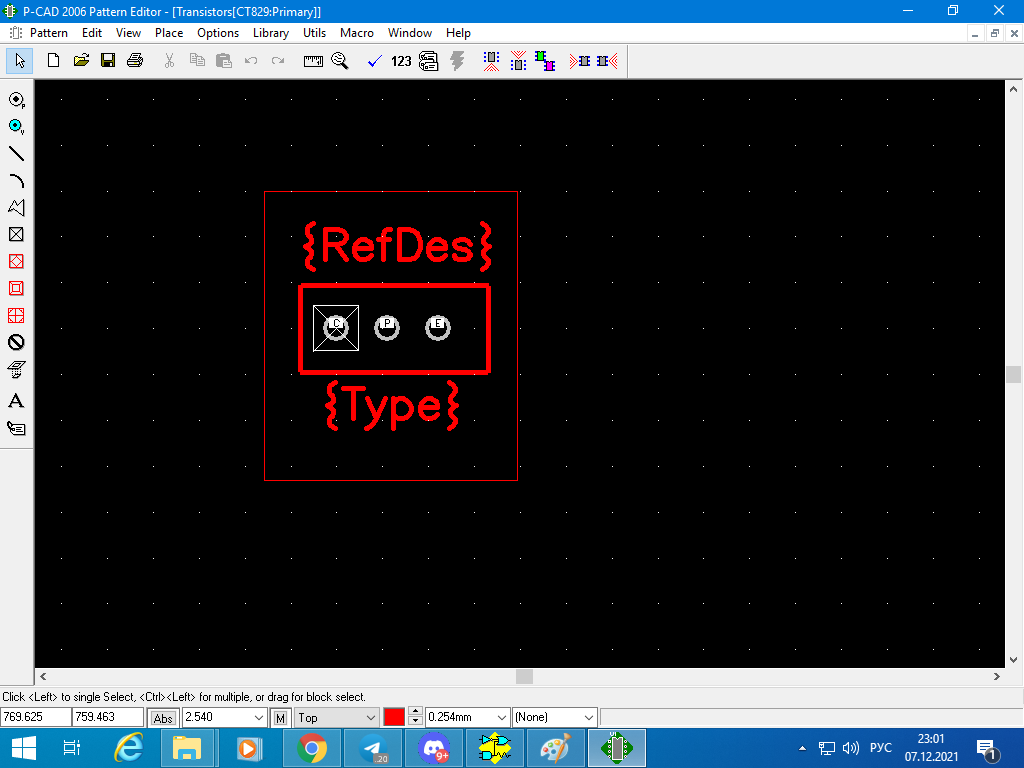 P-CAD 2006 Pattern Editor - [Transistors[CT829:Primary]]
Pattern Edit View Place Options Library Utils Macro Window Help
123
{RefDes}
C P E
{Type}
Click <Left> to single Select, <Ctrl><Left> for multiple, or drag for block select.
769.625 759.463 Abs 2.540 M Top 0.254mm (None)
20 9+ РУС 23:01
07.12.2021 1